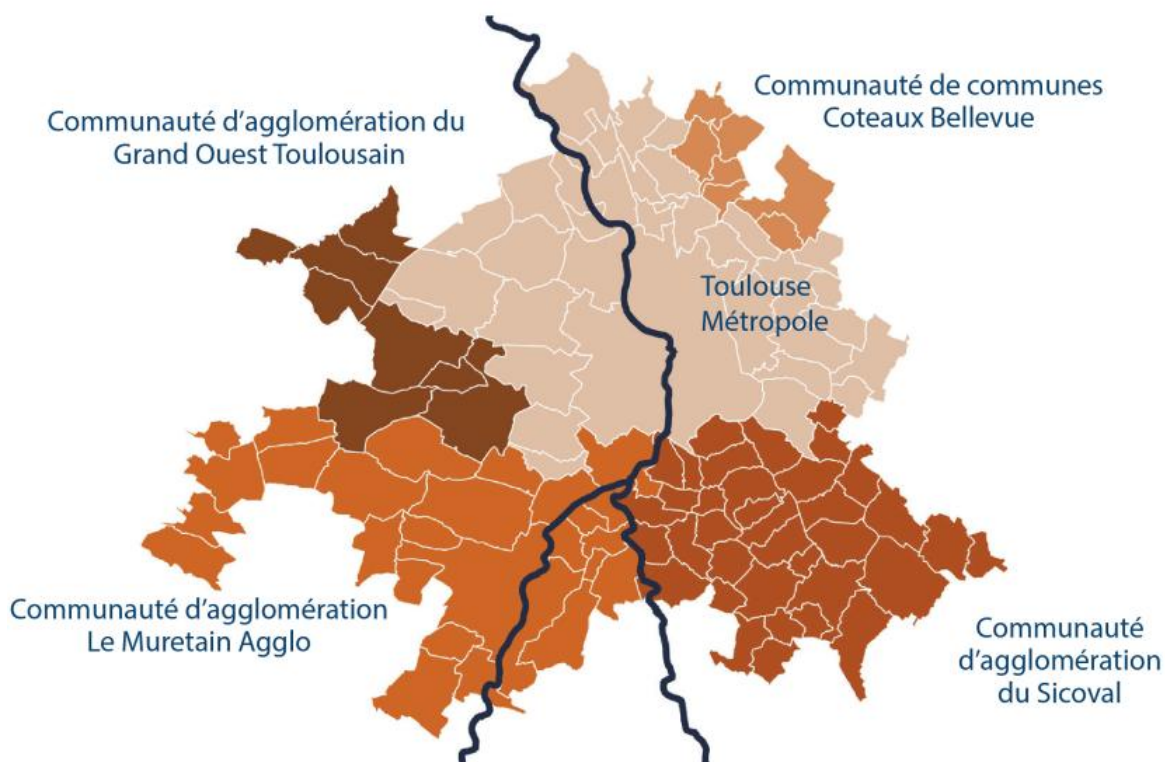 Communauté de communes
Coteaux Bellevue
Communauté d’agglomération du
Grand Ouest Toulousain
Toulouse
Métropole
Communauté d’agglomération
Le Muretain Agglo
Communauté
d’agglomération
du Sicoval